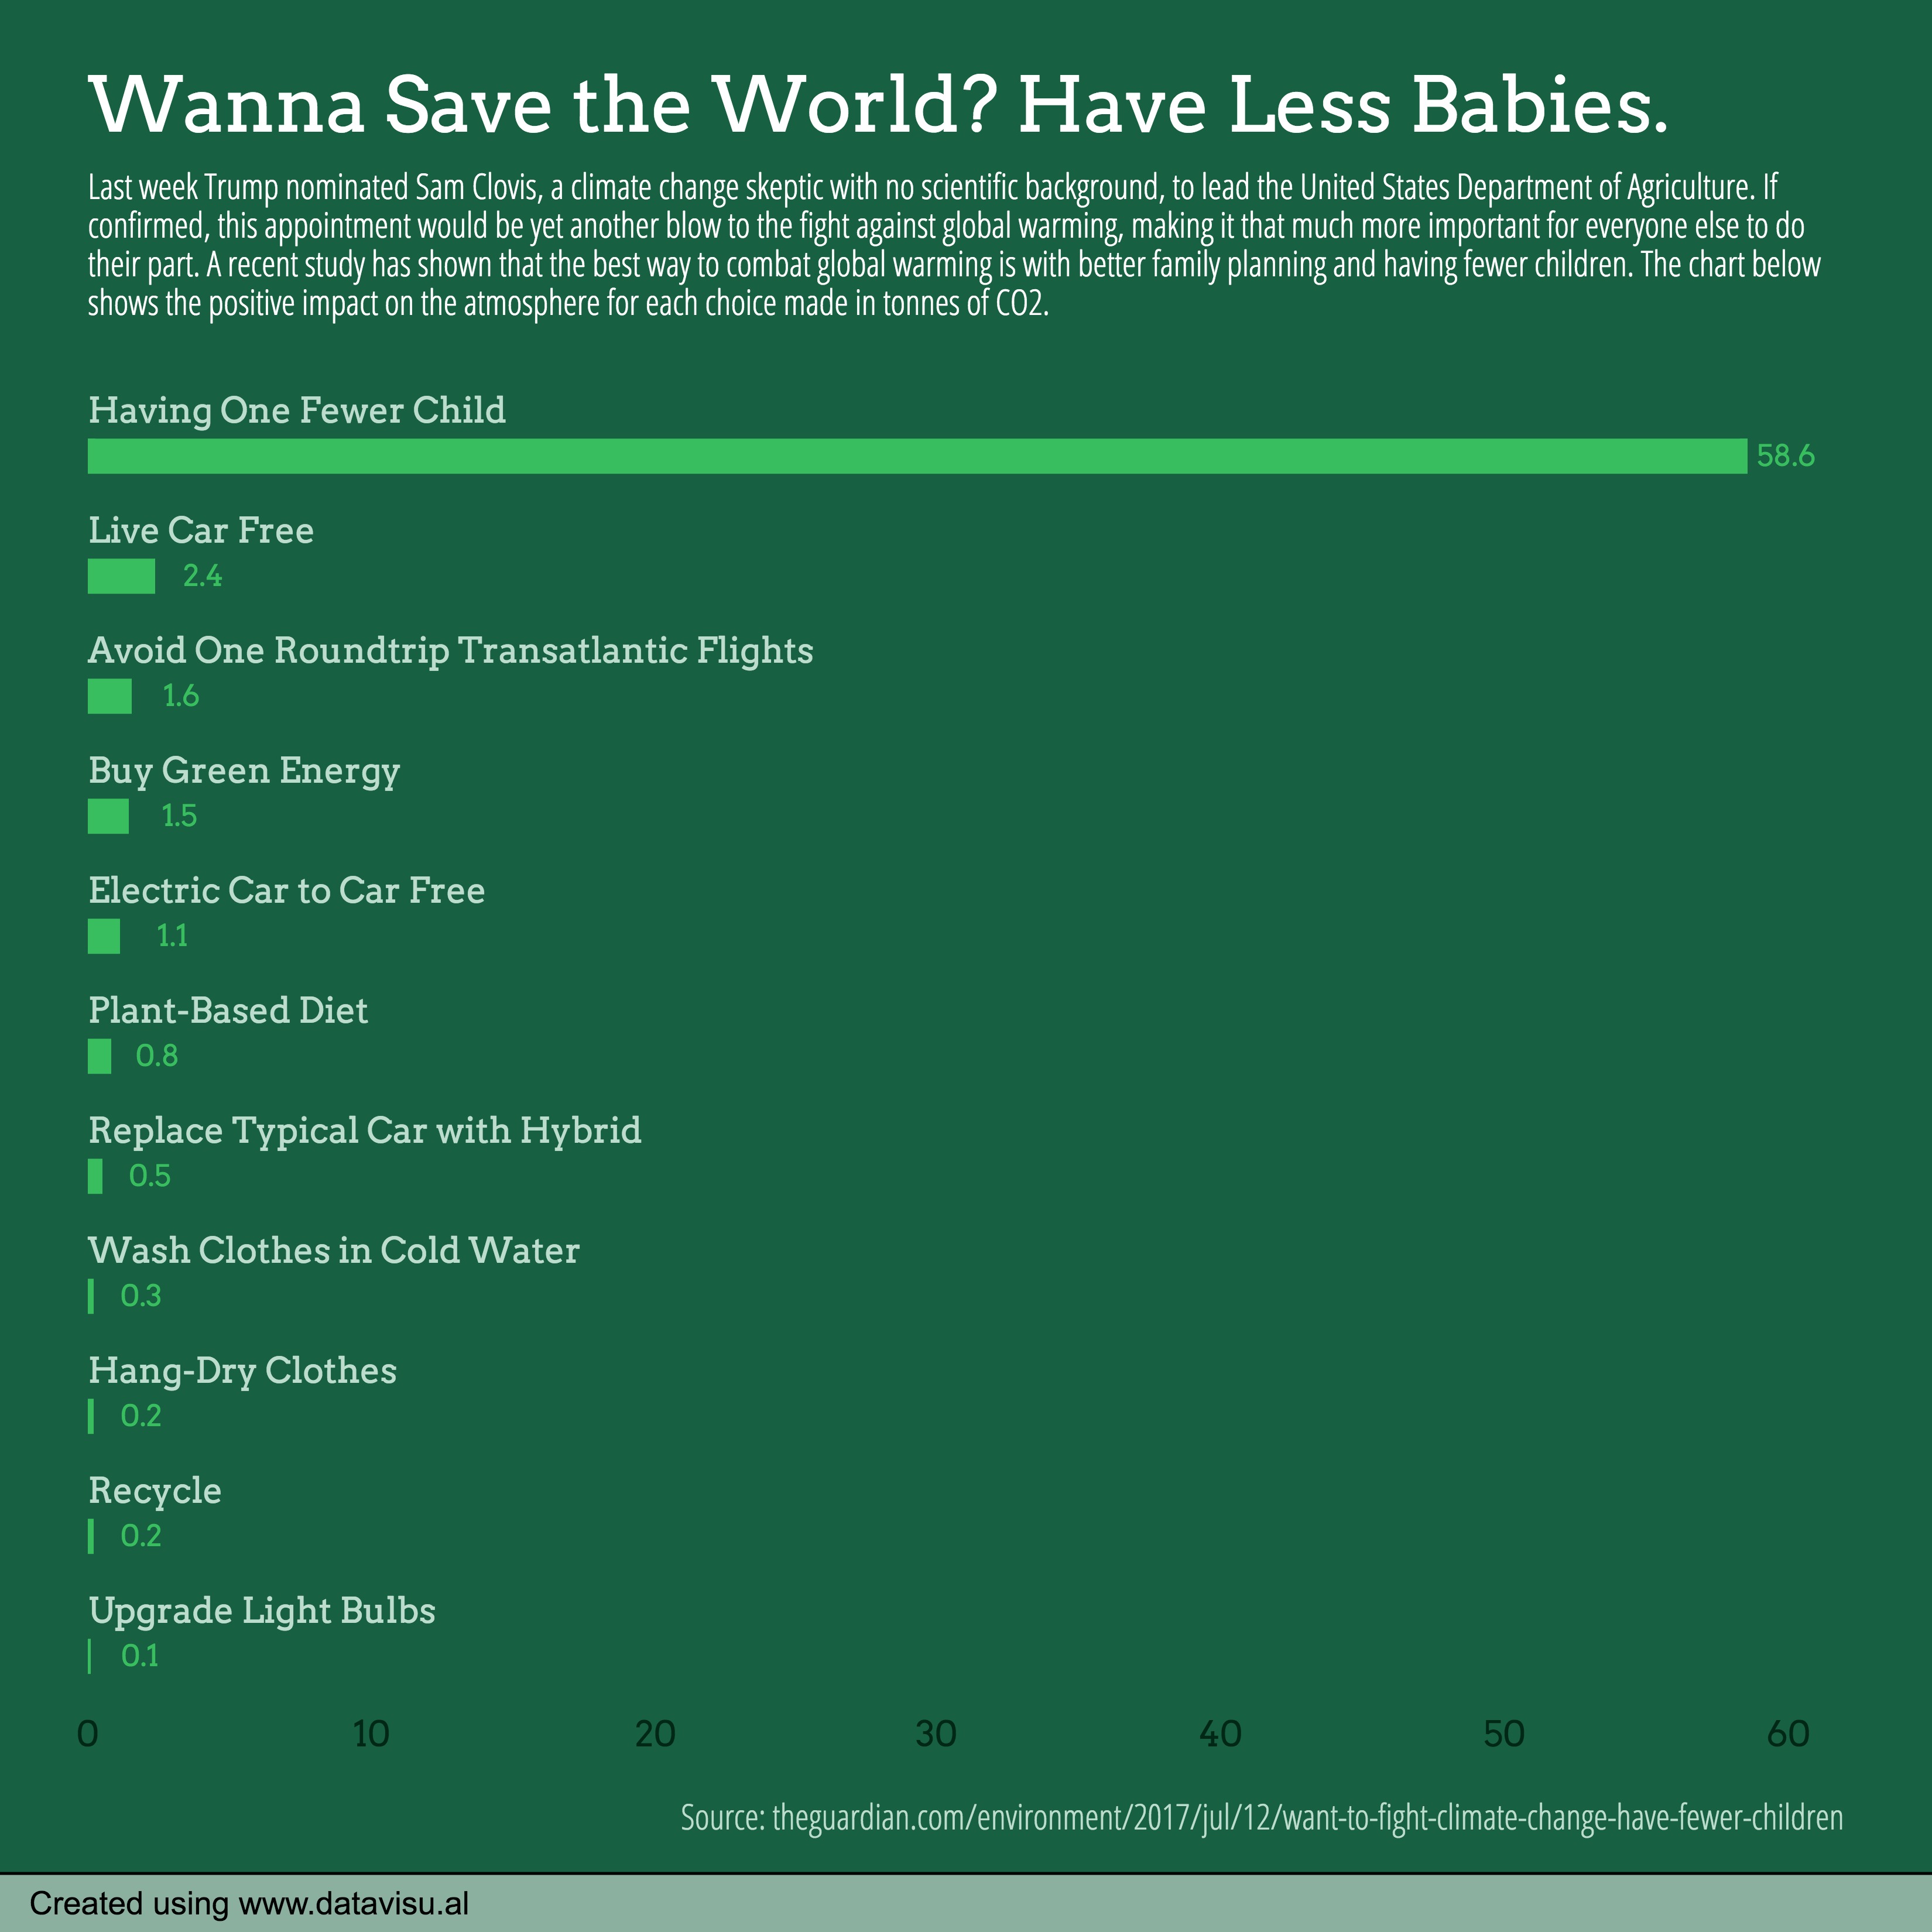 Wanna Save the World? Have Less Babies.
Last week Trump nominated Sam Clovis, a climate change skeptic with no scientific background, to lead the United States Department of Agriculture. If
confirmed, this appointment would be yet another blow to the fight against global warming, making it that much more important for everyone else to do
their part. A recent study has shown that the best way to combat global warming is with better family planning and having fewer children. The chart below
shows the positive impact on the atmosphere for each choice made in tonnes of CO2.
Having One Fewer Child
58.6
Live Car Free
2.4
Avoid One Roundtrip Transatlantic Flights
1.6
Buy Green Energy
1.5
Electric Car to Car Free
1.1
Plant-Based Diet
0.8
Replace Typical Car with Hybrid
0.5
Wash Clothes in Cold Water
0.3
Hang-Dry Clothes
0.2
Recycle
0.2
Upgrade Light Bulbs
0.1
0 10 20 30 40 50 60
Source: theguardian.com/environment/2017/jul/12/want-to-fight-climate-change-have-fewer-children
Created using www.datavisu.al